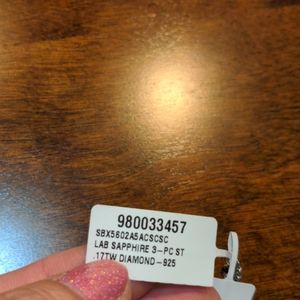 980033457
SBX5602A5ACSCSC
LAB SAPPHIRE 3-PC ST
.17TW DIAMOND-925